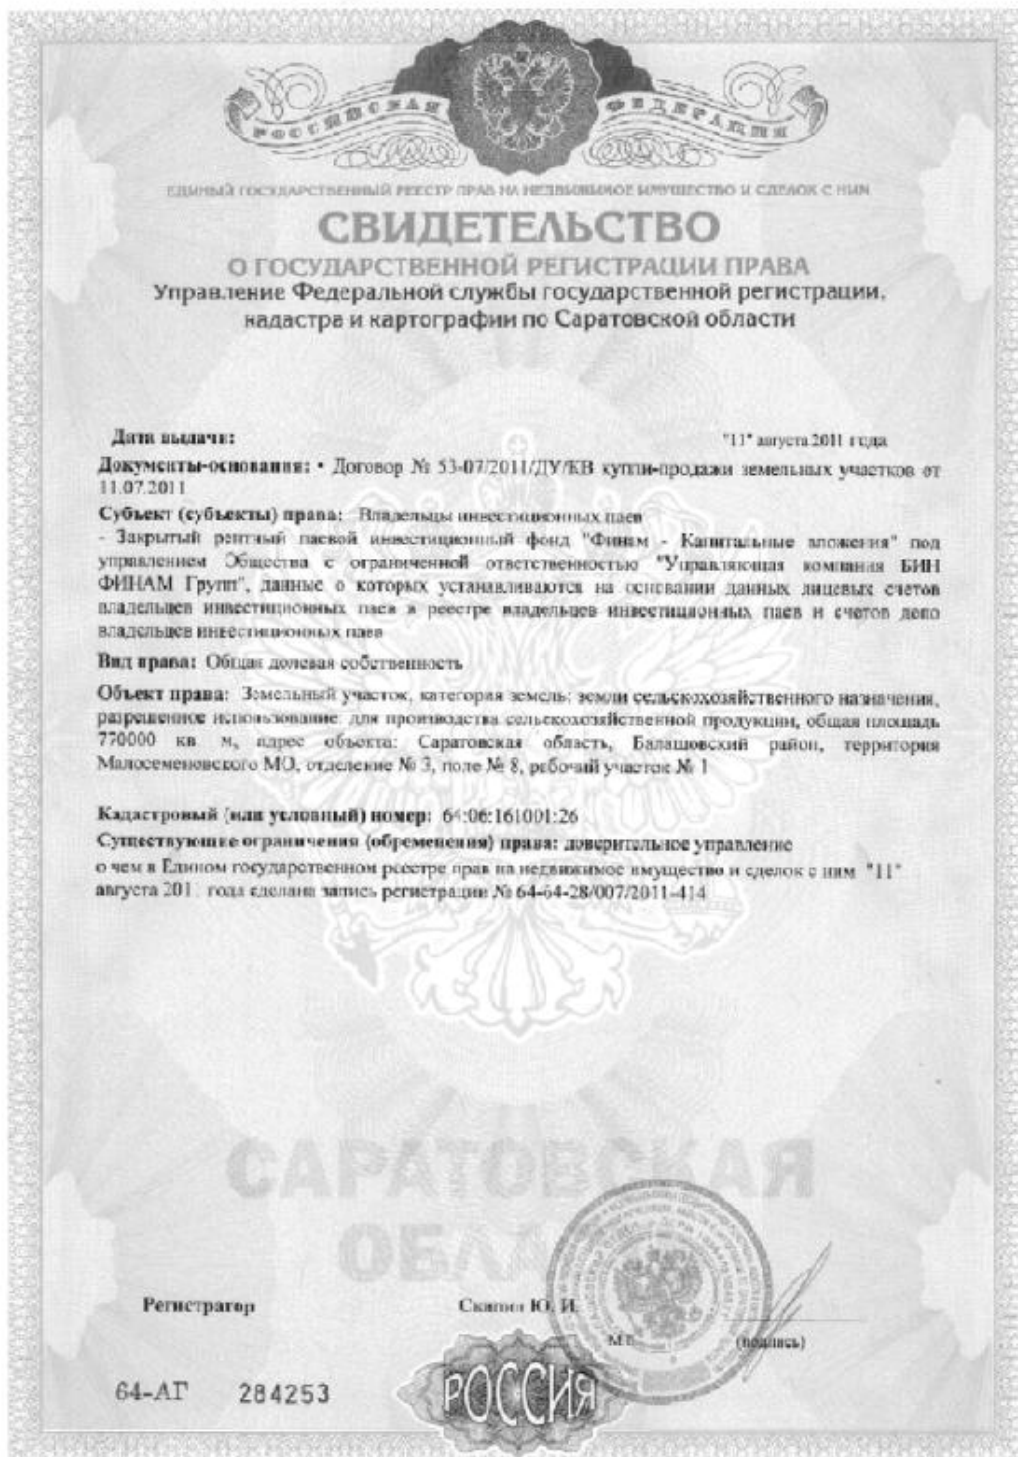 РОССИЙСКАЯ ФЕДЕРАЦИЯ
ЕДИНЫЙ ГОСУДАРСТВЕННЫЙ РЕЕСТР ПРАВ НА НЕДВИЖИМОЕ ИМУЩЕСТВО И СДЕЛОК С НИМ
СВИДЕТЕЛЬСТВО
О ГОСУДАРСТВЕННОЙ РЕГИСТРАЦИИ ПРАВА
Управление Федеральной службы государственной регистрации,
кадастра и картографии по Саратовской области
Дата выдачи: "11" августа 2011 года
Документы-основания: • Договор № 53-07/2011/ДУ/КВ купли-продажи земельных участков от
11.07.2011
Субъект (субъекты) права: Владельцы инвестиционных паев
- Закрытый рентный паевой инвестиционный фонд "Финам - Капитальные вложения" под
управлением Общества с ограниченной ответственностью "Управляющая компания БИН
ФИНАМ Групп", данные о которых устанавливаются на основании данных лицевых счетов
владельцев инвестиционных паев в реестре владельцев инвестиционных паев и счетов депо
владельцев инвестиционных паев
Вид права: Общая долевая собственность
Объект права: Земельный участок, категория земель: земли сельскохозяйственного назначения,
разрешенное использование: для производства сельскохозяйственной продукции, общая площадь
770000 кв м, адрес объекта: Саратовская область, Балашовский район, территория
Малосеменовского МО, отделение № 3, поле № 8, рабочий участок № 1
Кадастровый (или условный) номер: 64:06:161001:26
Существующие ограничения (обременения) права: доверительное управление
о чем в Едином государственном реестре прав на недвижимое имущество и сделок с ним "11"
августа 2011 года сделана запись регистрации № 64-64-28/007/2011-414
САРАТОВСКАЯ
ОБЛАСТЬ
Регистратор Ю. И.
М.П. (подпись)
64-АГ 284253
РОССИЯ